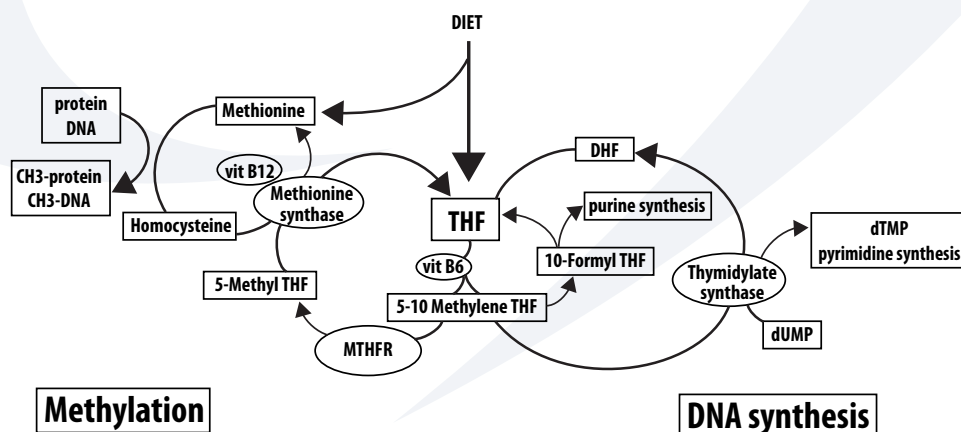 DIET
protein
DNA
Methionine
DHF
CH3-protein
CH3-DNA
vit B12
Methionine
synthase
Homocysteine
THF
purine synthesis
dTMP
pyrimidine synthesis
vit B6
10-Formyl THF
Thymidylate
synthase
5-Methyl THF
5-10 Methylene THF
MTHFR
dUMP
Methylation
DNA synthesis